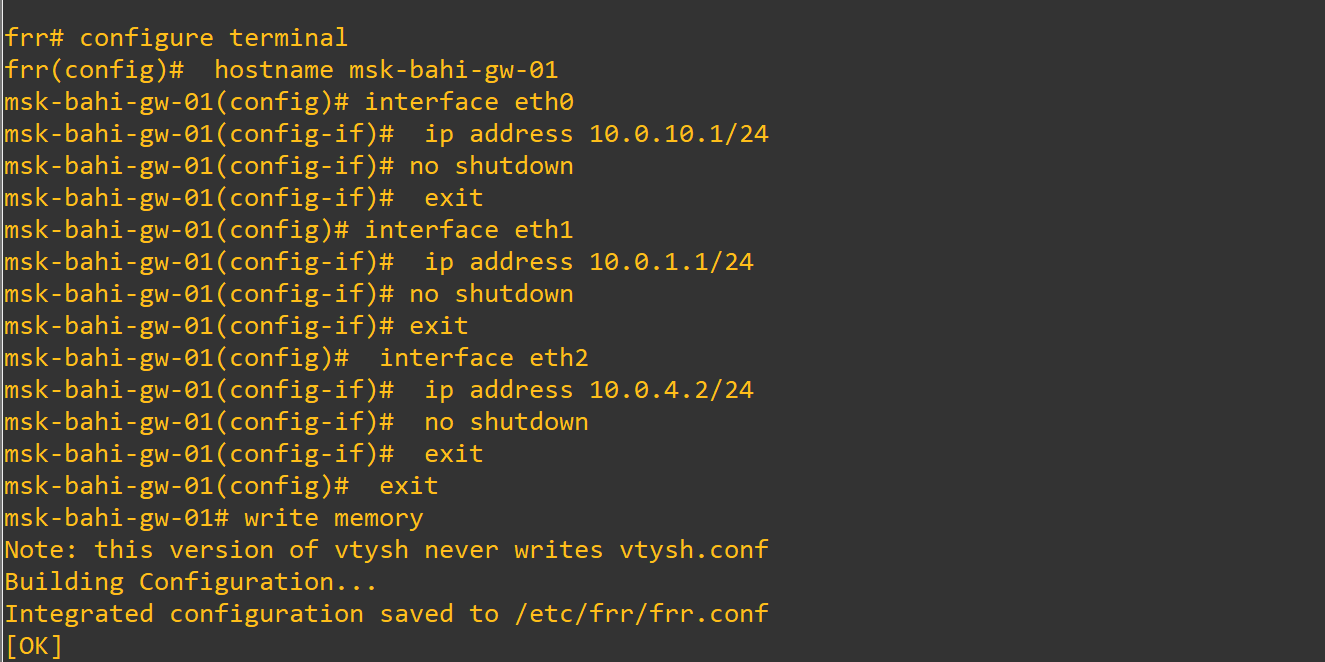 frr# configure terminal
frr(config)#  hostname msk-bahi-gw-01
msk-bahi-gw-01(config)# interface eth0
msk-bahi-gw-01(config-if)#  ip address 10.0.10.1/24
msk-bahi-gw-01(config-if)# no shutdown
msk-bahi-gw-01(config-if)#  exit
msk-bahi-gw-01(config)# interface eth1
msk-bahi-gw-01(config-if)#  ip address 10.0.1.1/24
msk-bahi-gw-01(config-if)# no shutdown
msk-bahi-gw-01(config-if)# exit
msk-bahi-gw-01(config)#  interface eth2
msk-bahi-gw-01(config-if)#  ip address 10.0.4.2/24
msk-bahi-gw-01(config-if)#  no shutdown
msk-bahi-gw-01(config-if)#  exit
msk-bahi-gw-01(config)#  exit
msk-bahi-gw-01# write memory
Note: this version of vtysh never writes vtysh.conf
Building Configuration...
Integrated configuration saved to /etc/frr/frr.conf
[OK]